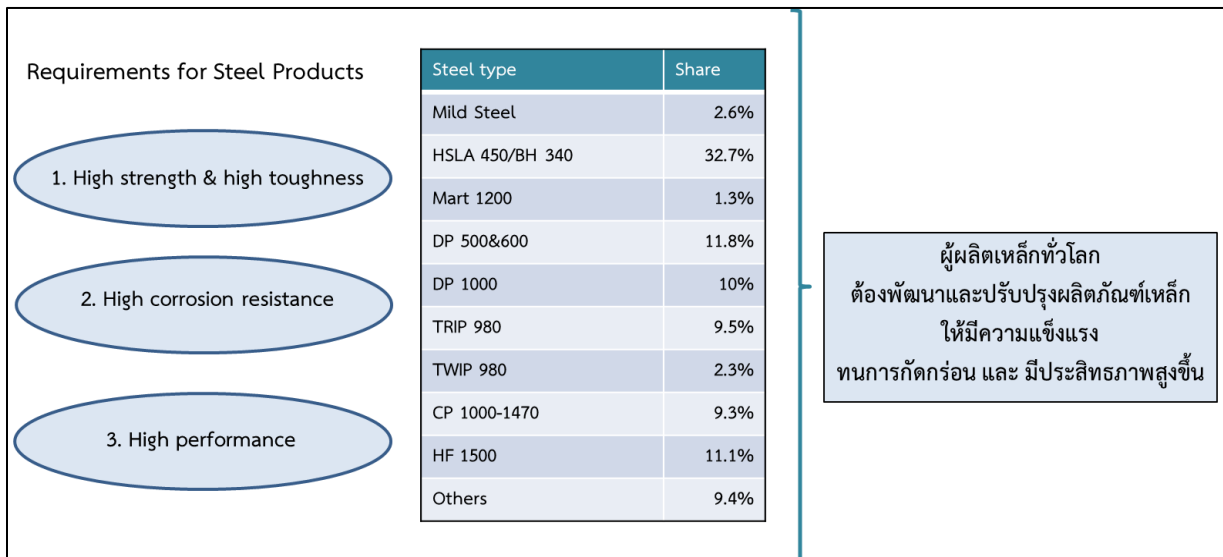 Requirements for Steel Products
1. High strength & high toughness
2. High corrosion resistance
3. High performance
Steel type Share
Mild Steel 2.6%
HSLA 450/BH 340 32.7%
Mart 1200 1.3%
DP 500&600 11.8%
DP 1000 10%
TRIP 980 9.5%
TWIP 980 2.3%
CP 1000-1470 9.3%
HF 1500 11.1%
Others 9.4%
ผู้ผลิตเหล็กทั่วโลก
ต้องพัฒนาและปรับปรุงผลิตภัณฑ์เหล็ก
ให้มีความแข็งแรง
ทนการกัดกร่อน และ มีประสิทธภาพสูงขึ้น